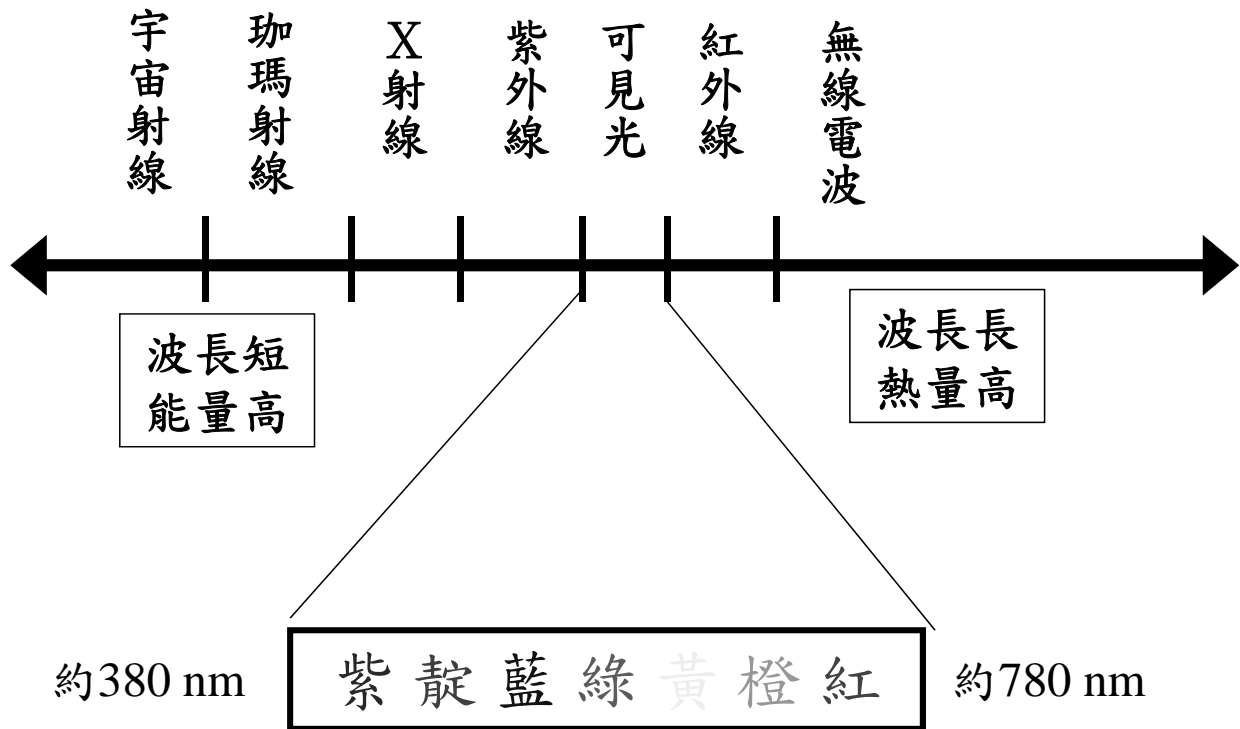 宇宙射線
珈瑪射線
X射線
紫外線
可見光
紅外線
無線電波
波長短
能量高
波長長
熱量高
約380 nm
紫靛藍綠黃橙紅
約780 nm